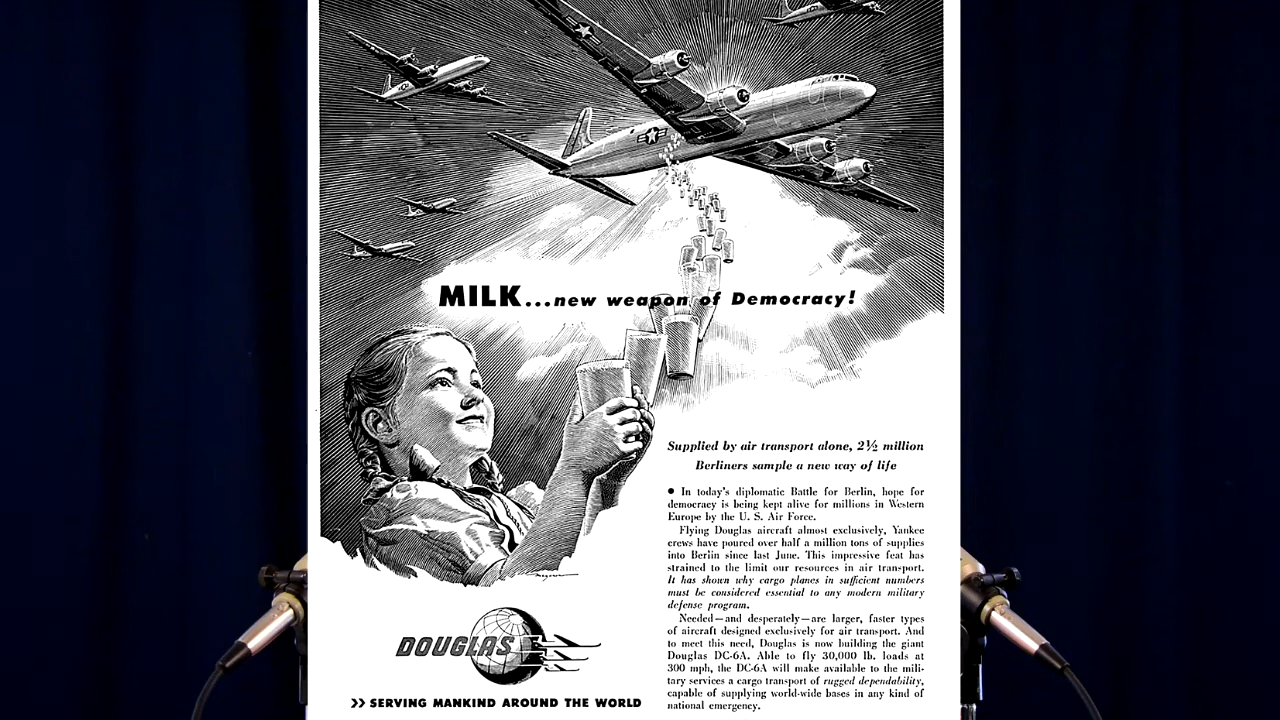 MILK...new weapon of Democracy!
Supplied by air transport alone, 2½ million
Berliners sample a new way of life
● In today's diplomatic Battle for Berlin, hope for
democracy is being kept alive for millions in Western
Europe by the U. S. Air Force.
Flying Douglas aircraft almost exclusively, Yankee
crews have poured over half a million tons of supplies
into Berlin since last June. This impressive feat has
strained to the limit our resources in air transport.
It has shown why cargo planes in sufficient numbers
must be considered essential to any modern military
defense program.
Needed—and desperately—are larger, faster types
of aircraft designed exclusively for air transport. And
to meet this need, Douglas is now building the giant
Douglas DC-6A. Able to fly 30,000 lb. loads at
300 mph, the DC-6A will make available to the mili-
tary services a cargo transport of rugged dependability,
capable of supplying world-wide bases in any kind of
national emergency.
DOUGLAS
>> SERVING MANKIND AROUND THE WORLD